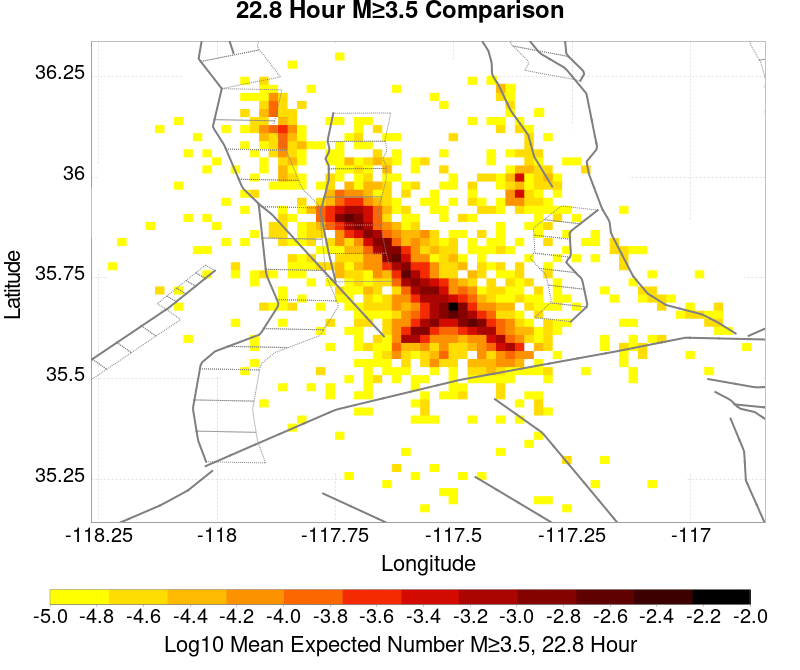 22.8 Hour M≥3.5 Comparison
36.25
36
35.75
35.5
35.25
Latitude
-118.25 -118 -117.75 -117.5 -117.25 -117
Longitude
-5.0 -4.8 -4.6 -4.4 -4.2 -4.0 -3.8 -3.6 -3.4 -3.2 -3.0 -2.8 -2.6 -2.4 -2.2 -2.0
Log10 Mean Expected Number M≥3.5, 22.8 Hour